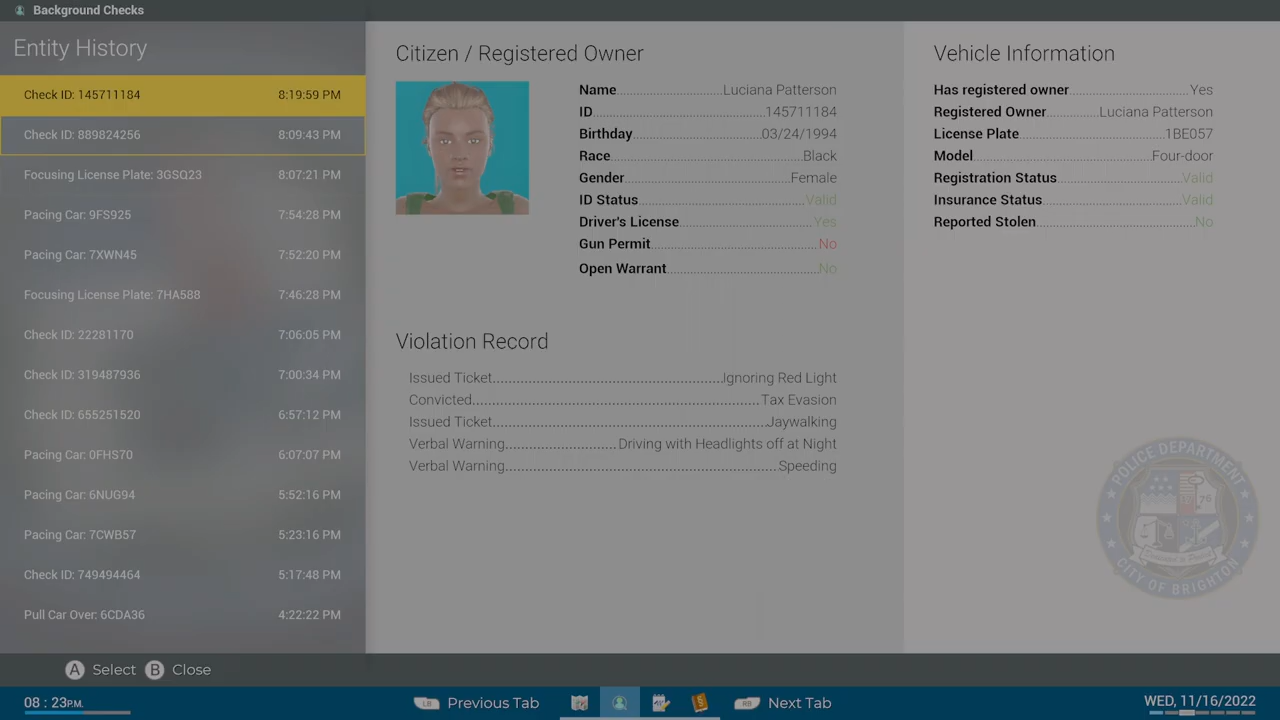 Background Checks
Entity History
Check ID: 145711184 8:19:59 PM
Check ID: 889824256 8:09:43 PM
Focusing License Plate: 3GSQ23 8:07:21 PM
Pacing Car: 9FS925 7:54:28 PM
Pacing Car: 7XWN45 7:52:20 PM
Focusing License Plate: 7HA588 7:46:28 PM
Check ID: 22281170 7:06:05 PM
Check ID: 319487936 7:00:34 PM
Check ID: 655251520 6:57:12 PM
Pacing Car: 0FHS70 6:07:07 PM
Pacing Car: 6NUG94 5:52:16 PM
Pacing Car: 7CWB57 5:23:16 PM
Check ID: 749494464 5:17:48 PM
Pull Car Over: 6CDA36 4:22:22 PM
Citizen / Registered Owner
Name Luciana Patterson
ID 145711184
Birthday 03/24/1994
Race Black
Gender Female
ID Status Valid
Driver's License Yes
Gun Permit No
Open Warrant No
Violation Record
Issued Ticket Ignoring Red Light
Convicted Tax Evasion
Issued Ticket Jaywalking
Verbal Warning Driving with Headlights off at Night
Verbal Warning Speeding
Vehicle Information
Has registered owner Yes
Registered Owner Luciana Patterson
License Plate 1BE057
Model Four-door
Registration Status Valid
Insurance Status Valid
Reported Stolen No
POLICE DEPARTMENT
CITY OF BRIGHTON
A Select B Close
08 : 23 P.M.
LB Previous Tab
RB Next Tab
WED, 11/16/2022